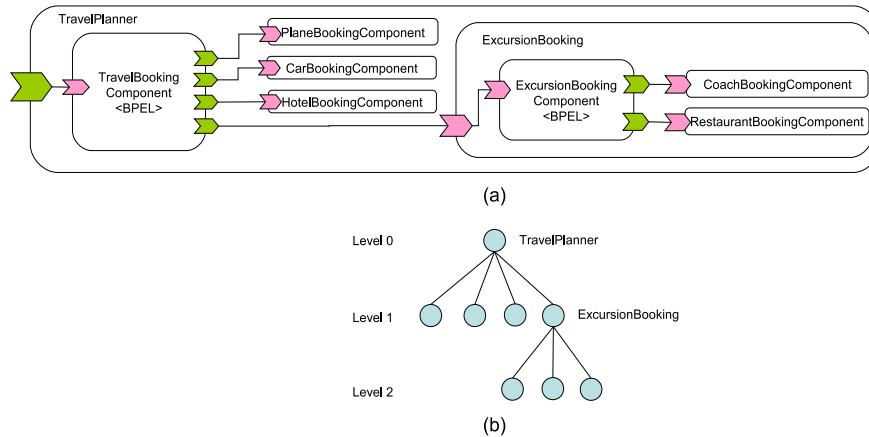 TravelPlanner
PlaneBookingComponent
ExcursionBooking
TravelBooking
Component
<BPEL>
CarBookingComponent
HotelBookingComponent
ExcursionBooking
Component
<BPEL>
CoachBookingComponent
RestaurantBookingComponent
(a)
Level 0
TravelPlanner
Level 1
ExcursionBooking
Level 2
(b)